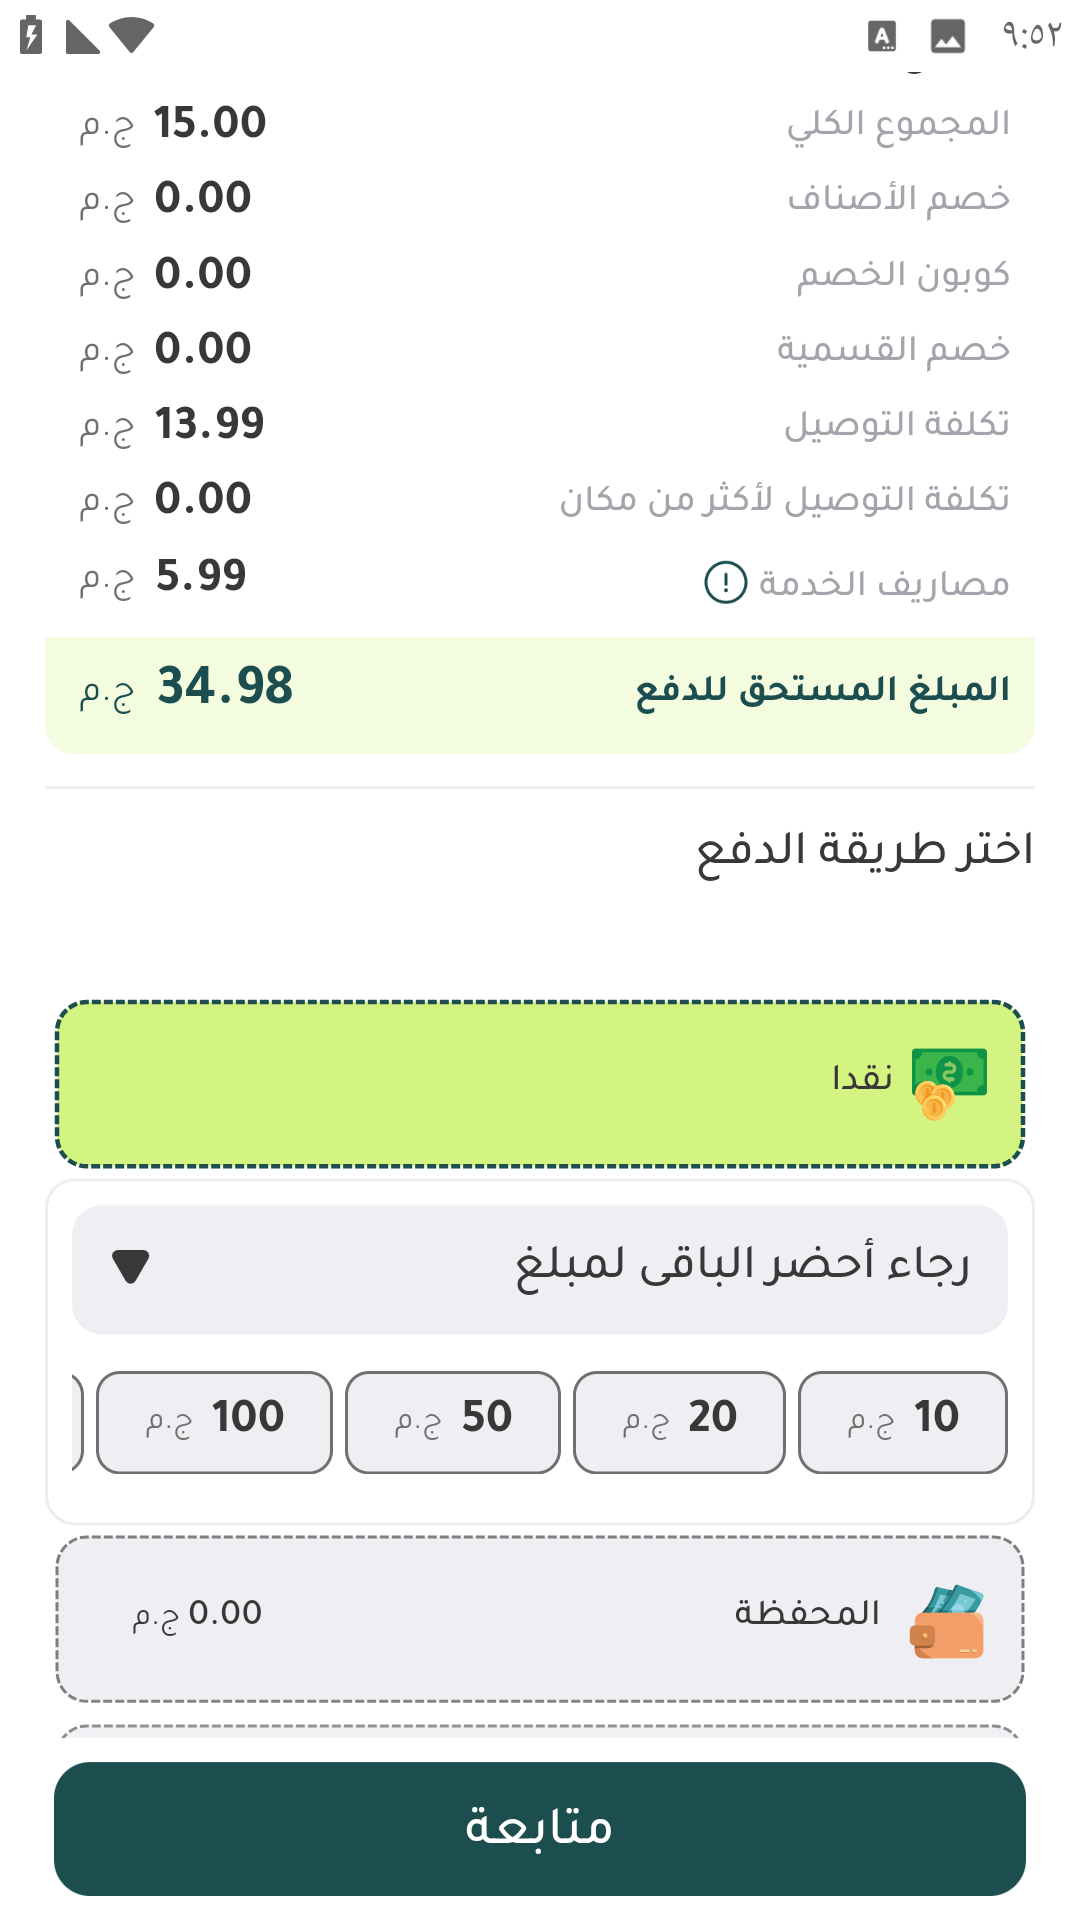 ٩:٥٢
المجموع الكلي 15.00 ج.م
خصم الأصناف 0.00 ج.م
كوبون الخصم 0.00 ج.م
خصم القسمية 0.00 ج.م
تكلفة التوصيل 13.99 ج.م
تكلفة التوصيل لأكثر من مكان 0.00 ج.م
مصاريف الخدمة 5.99 ج.م
المبلغ المستحق للدفع 34.98 ج.م
اختر طريقة الدفع
نقدا
رجاء أحضر الباقى لمبلغ
10 ج.م 20 ج.م 50 ج.م 100 ج.م
المحفظة 0.00 ج.م
متابعة